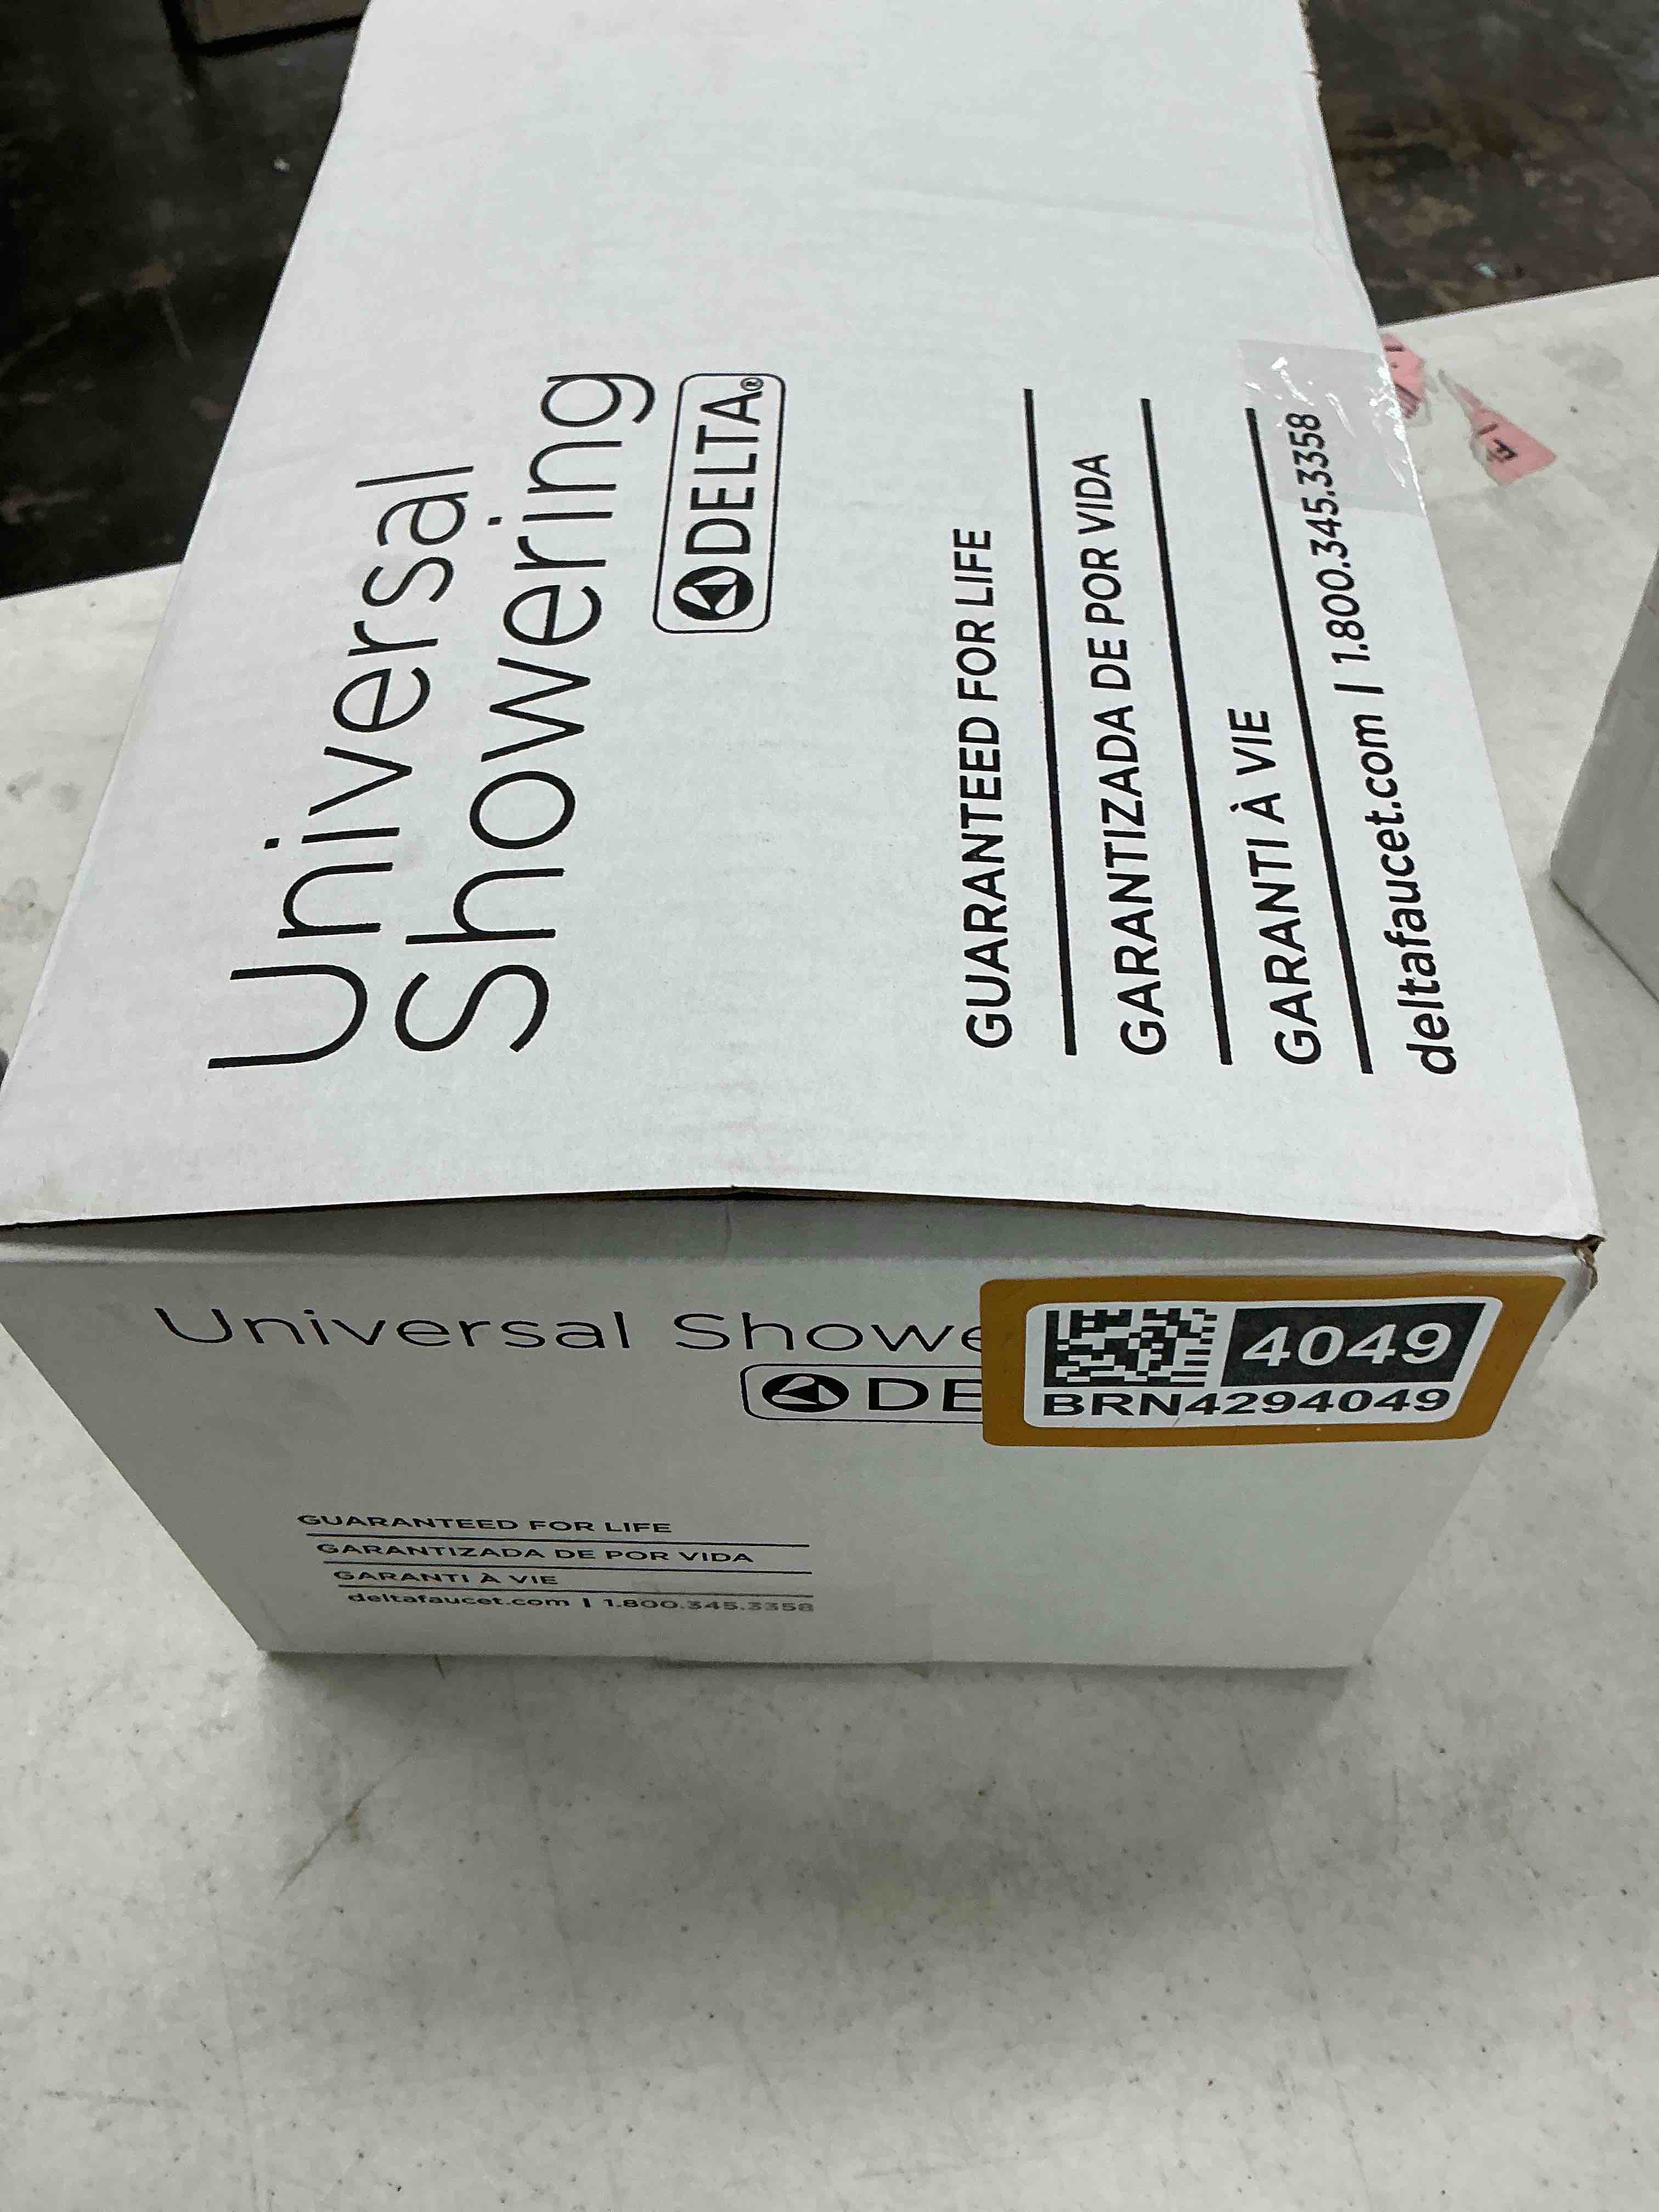 Universal
Showering
DELTA®
GUARANTEED FOR LIFE
GARANTIZADA DE POR VIDA
GARANTI À VIE
deltafaucet.com | 1.800.345.3358
Universal Showe
DE
4049
BRN4294049
GUARANTEED FOR LIFE
GARANTIZADA DE POR VIDA
GARANTI À VIE
deltafaucet.com | 1.800.345.3358